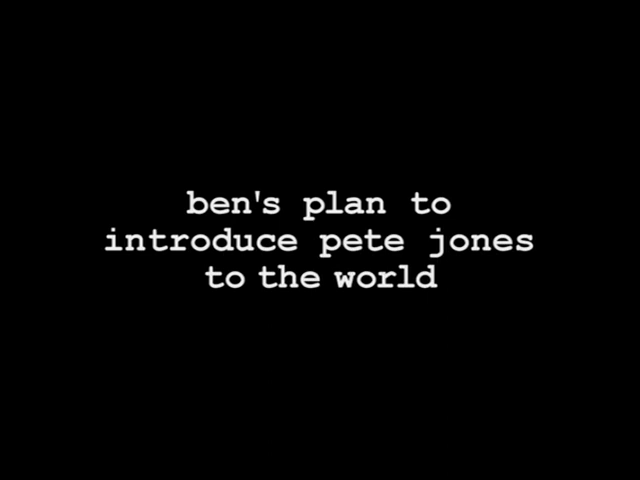 ben's plan to
introduce pete jones
to the world